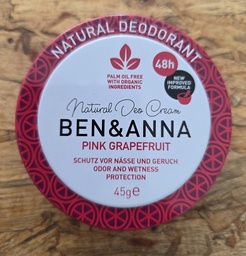 NATURAL DEODORANT
PALM OIL FREE
WITH ORGANIC
INGREDIENTS
48h
NEW
IMPROVED
FORMULA
Natural Deo Cream
BEN&ANNA
PINK GRAPEFRUIT
SCHUTZ VOR NÄSSE UND GERUCH
ODOR AND WETNESS
PROTECTION
45g℮